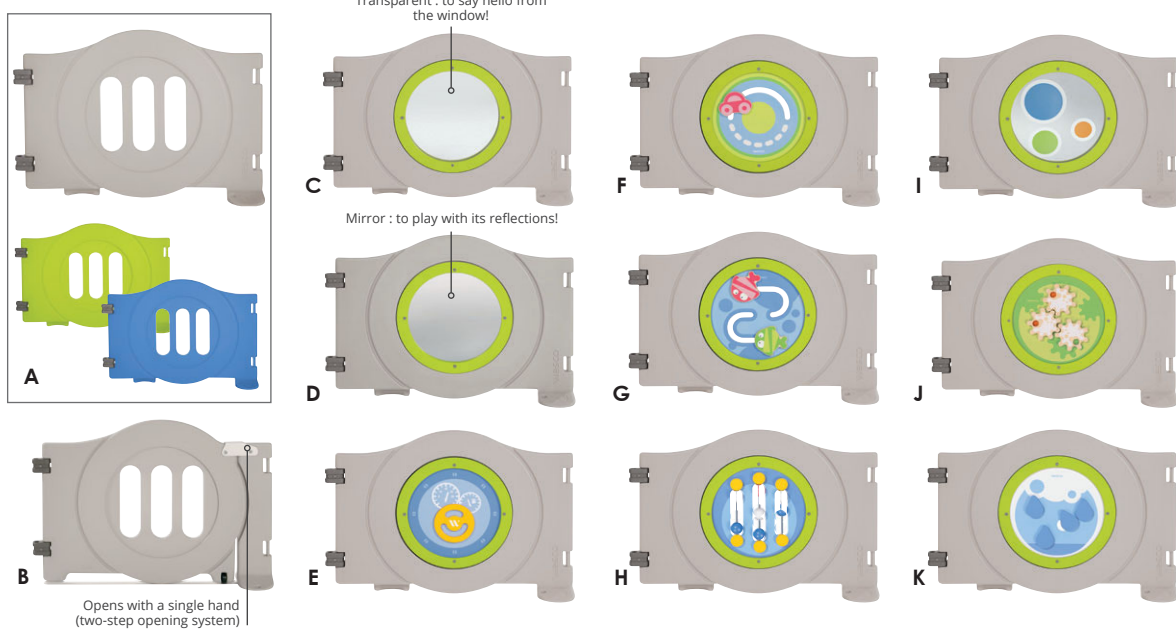 Transparent : to say hello from
the window!
C
F
I
A
Mirror : to play with its reflections!
D
G
J
B
E
W
H
K
Opens with a single hand
(two-step opening system)